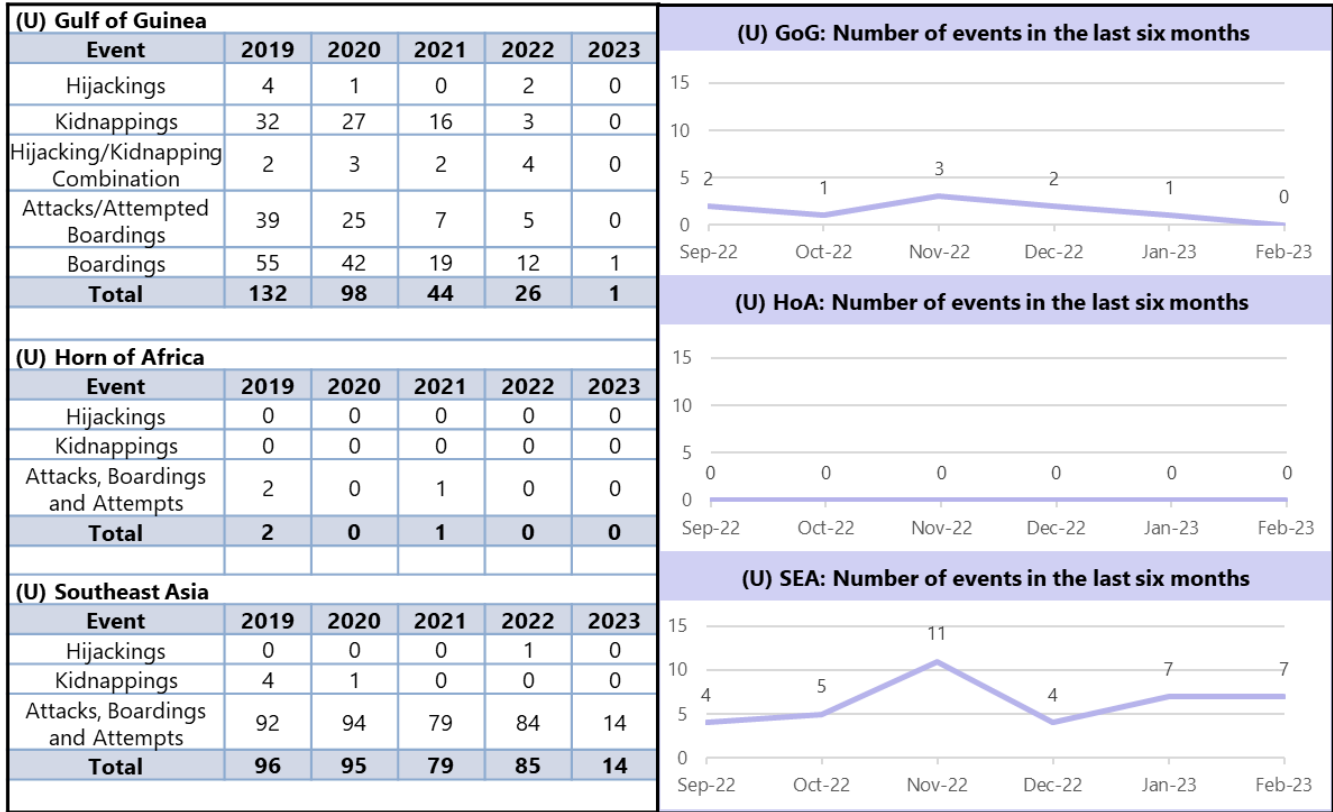 (U) Gulf of Guinea
Event 2019 2020 2021 2022 2023
Hijackings 4 1 0 2 0
Kidnappings 32 27 16 3 0
Hijacking/Kidnapping
Combination 2 3 2 4 0
Attacks/Attempted
Boardings 39 25 7 5 0
Boardings 55 42 19 12 1
Total 132 98 44 26 1
(U) Horn of Africa
Event 2019 2020 2021 2022 2023
Hijackings 0 0 0 0 0
Kidnappings 0 0 0 0 0
Attacks, Boardings
and Attempts 2 0 1 0 0
Total 2 0 1 0 0
(U) Southeast Asia
Event 2019 2020 2021 2022 2023
Hijackings 0 0 0 1 0
Kidnappings 4 1 0 0 0
Attacks, Boardings
and Attempts 92 94 79 84 14
Total 96 95 79 85 14
(U) GoG: Number of events in the last six months
15
10
5
0
2 1 3 2 1 0
Sep-22 Oct-22 Nov-22 Dec-22 Jan-23 Feb-23
(U) HoA: Number of events in the last six months
15
10
5
0
0 0 0 0 0 0
Sep-22 Oct-22 Nov-22 Dec-22 Jan-23 Feb-23
(U) SEA: Number of events in the last six months
15
10
5
0
4 5 11 4 7 7
Sep-22 Oct-22 Nov-22 Dec-22 Jan-23 Feb-23